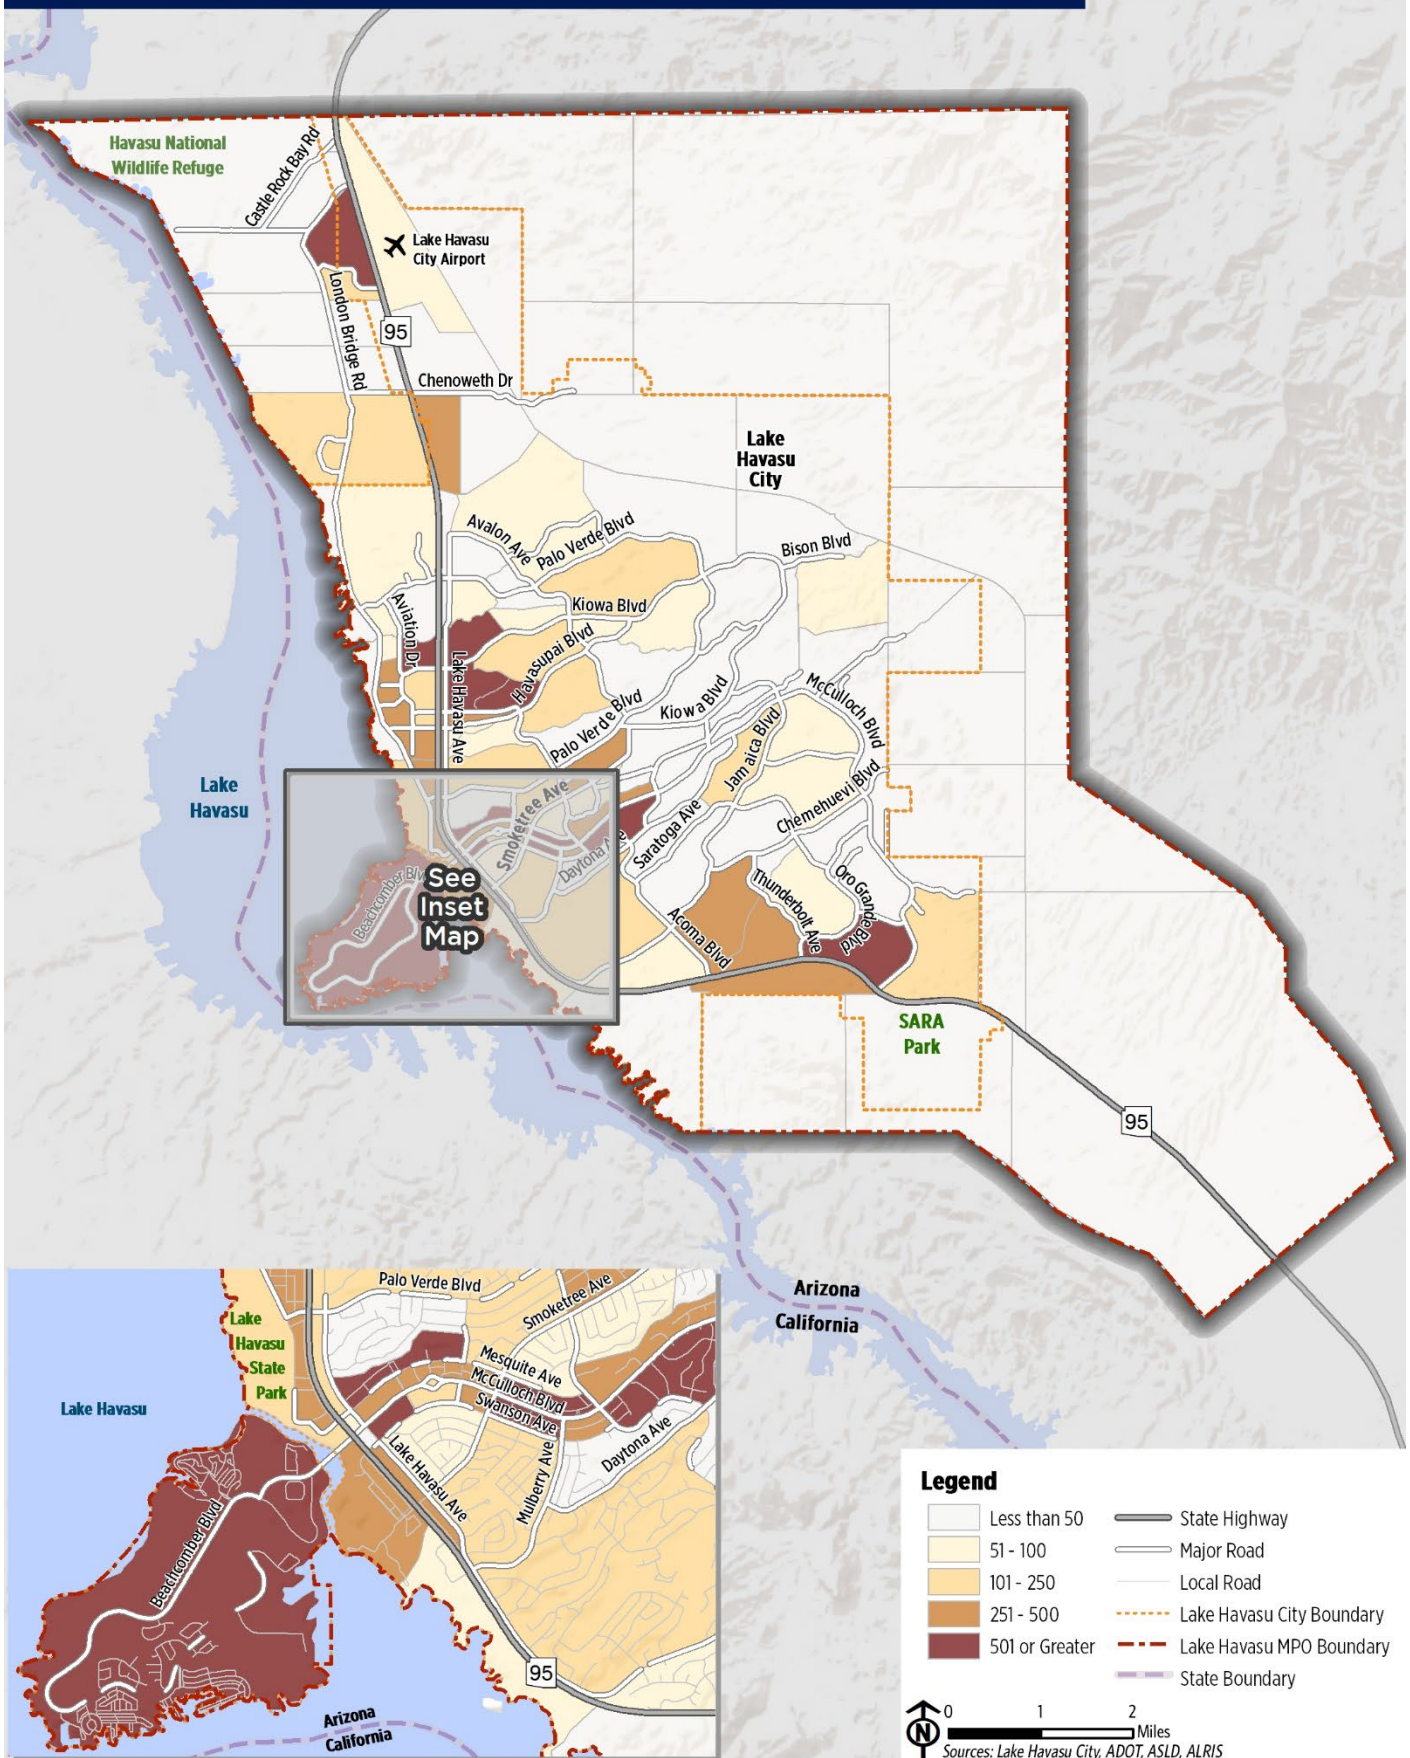 Havasu National
Wildlife Refuge
Castle Rock Bay Rd
Lake Havasu
City Airport
London Bridge Rd
95
Chenoweth Dr
Lake
Havasu
City
Avalon Ave
Palo Verde Blvd
Bison Blvd
Aviation Dr
Kiowa Blvd
Havasupai Blvd
Lake Havasu Ave
McCulloch Blvd
Kiowa Blvd
Palo Verde Blvd
Jamaica Blvd
Lake
Havasu
Smoketree Ave
Chemehuevi Blvd
Saratoga Ave
Daytona Ave
Beachcomber Blvd
See
Inset
Map
Thunderbolt Ave
Oro Grande Blvd
Acoma Blvd
SARA
Park
95
Arizona
California
Palo Verde Blvd
Smoketree Ave
Lake
Havasu
State
Park
Mesquite Ave
McCulloch Blvd
Swanson Ave
Lake Havasu
Daytona Ave
Lake Havasu Ave
Mulberry Ave
Beachcomber Blvd
95
Arizona
California
Legend
Less than 50
51 - 100
101 - 250
251 - 500
501 or Greater
State Highway
Major Road
Local Road
Lake Havasu City Boundary
Lake Havasu MPO Boundary
State Boundary
N
0 1 2
Miles
Sources: Lake Havasu City, ADOT, ASLD, ALRIS